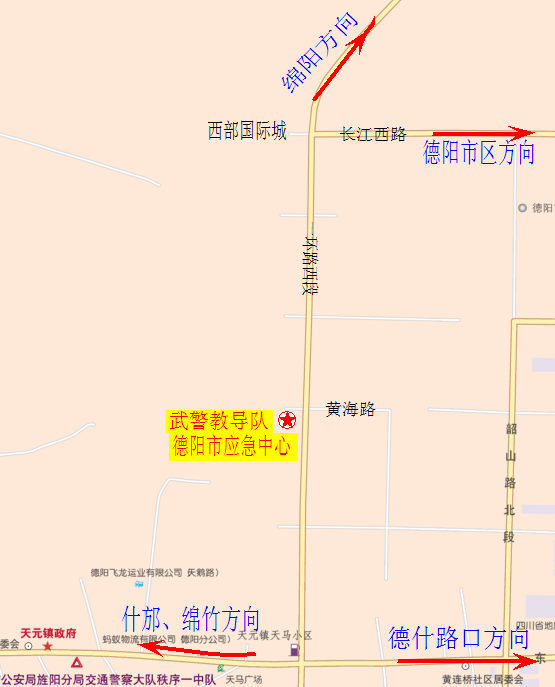 绵阳方向
西部国际城
长江西路
德阳市区方向
德阳
一环路西段
黄海路
武警教导队
德阳市应急中心
韶山路北段
德阳飞龙运业有限公司
天鹅路）
什邡、绵竹方向
四川省地
天元镇政府
蚂蚁物流有限公司 德阳分公司）
天元镇天马小区
德什路口方向
委会
东
公安局旌阳分局交通警察大队秩序一中队
天马广场
黄连桥社区居委会